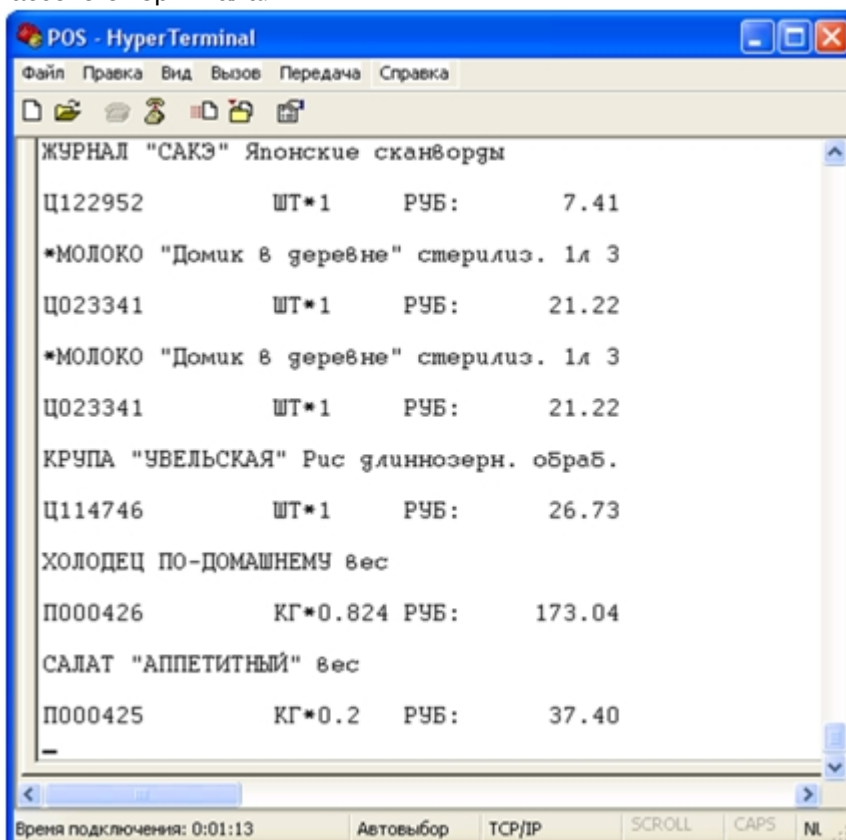 POS - HyperTerminal
Файл Правка Вид Вызов Передача Справка
ЖУРНАЛ "САКЭ" Японские сканворды
Ц122952 ШТ*1 РУБ: 7.41
*МОЛОКО "Домик в деревне" стерилиз. 1л 3
Ц023341 ШТ*1 РУБ: 21.22
*МОЛОКО "Домик в деревне" стерилиз. 1л 3
Ц023341 ШТ*1 РУБ: 21.22
КРУПА "УВЕЛЬСКАЯ" Рис длиннозерн. обраб.
Ц114746 ШТ*1 РУБ: 26.73
ХОЛОДЕЦ ПО-ДОМАШНЕМУ вес
П000426 КГ*0.824 РУБ: 173.04
САЛАТ "АППЕТИТНЫЙ" вес
П000425 КГ*0.2 РУБ: 37.40
Время подключения: 0:01:13 Автовыбор TCP/IP SCROLL CAPS